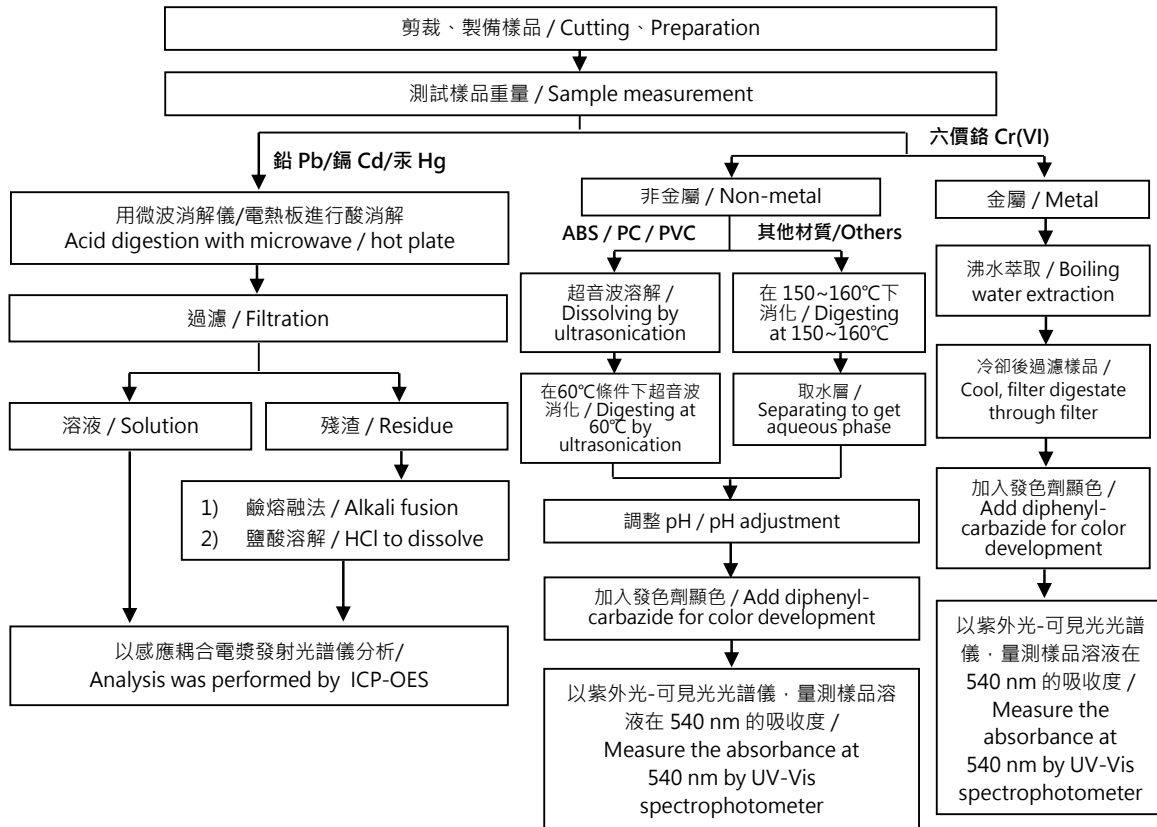 剪裁、製備樣品 / Cutting、Preparation
測試樣品重量 / Sample measurement
鉛 Pb/鎘 Cd/汞 Hg
六價鉻 Cr(VI)
用微波消解儀/電熱板進行酸消解
Acid digestion with microwave / hot plate
過濾 / Filtration
溶液 / Solution
殘渣 / Residue
1) 鹼熔融法 / Alkali fusion
2) 鹽酸溶解 / HCl to dissolve
以感應耦合電漿發射光譜儀分析/
Analysis was performed by ICP-OES
非金屬 / Non-metal
ABS / PC / PVC
其他材質/Others
超音波溶解 /
Dissolving by
ultrasonication
在60℃條件下超音波
消化 / Digesting at
60℃ by
ultrasonication
在 150~160℃下
消化 / Digesting
at 150~160℃
取水層 /
Separating to get
aqueous phase
調整 pH / pH adjustment
加入發色劑顯色 / Add diphenyl-
carbazide for color development
以紫外光-可見光光譜儀﹐量測樣品溶
液在 540 nm 的吸收度 /
Measure the absorbance at
540 nm by UV-Vis
spectrophotometer
金屬 / Metal
沸水萃取 / Boiling
water extraction
冷卻後過濾樣品 /
Cool, filter digestate
through filter
加入發色劑顯色 /
Add diphenyl-
carbazide for color
development
以紫外光-可見光光譜
儀﹐量測樣品溶液在
540 nm 的吸收度 /
Measure the
absorbance at
540 nm by UV-Vis
spectrophotometer